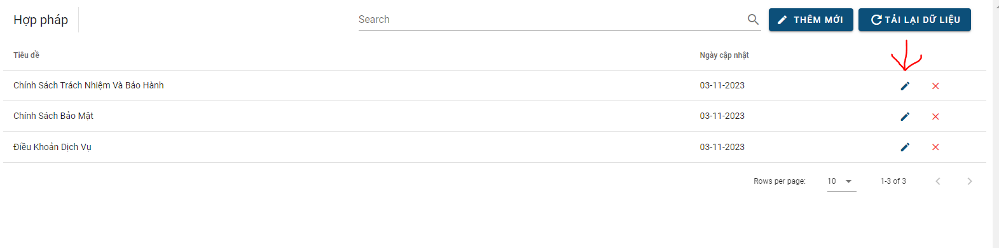 Hợp pháp Search THÊM MỚI TẢI LẠI DỮ LIỆU
Tiêu đề Ngày cập nhật
Chính Sách Trách Nhiệm Và Bảo Hành 03-11-2023
Chính Sách Bảo Mật 03-11-2023
Điều Khoản Dịch Vụ 03-11-2023
Rows per page: 10 1-3 of 3